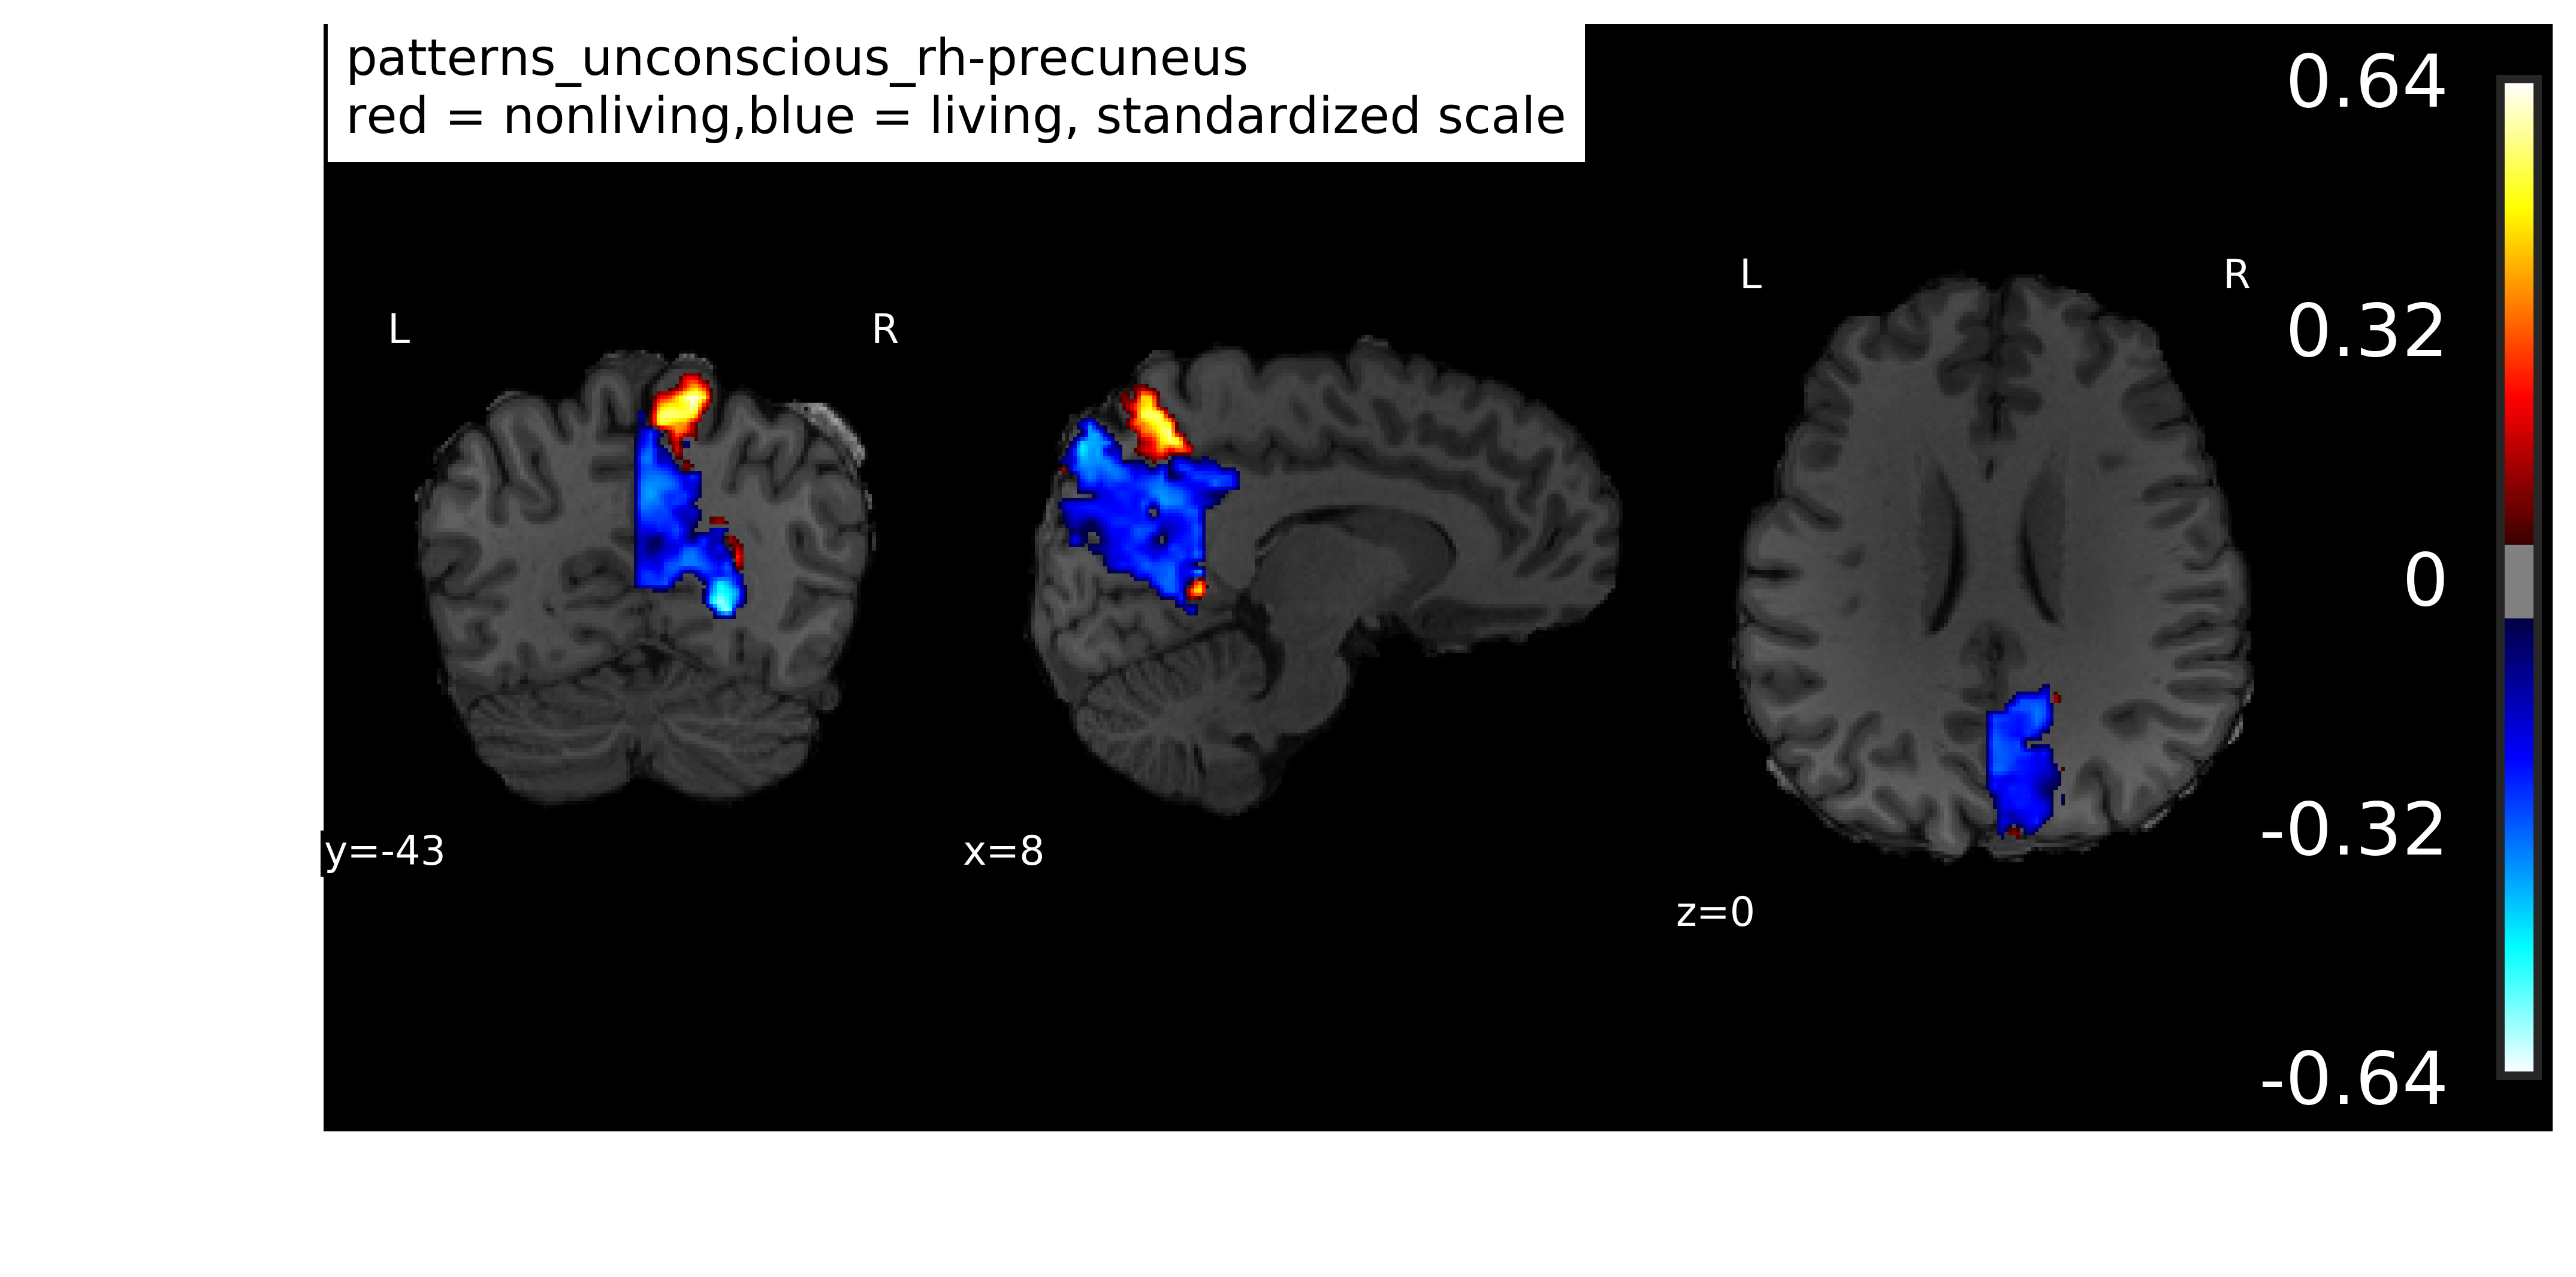 patterns_unconscious_rh-precuneus
red = nonliving,blue = living, standardized scale
L
R
y=-43
x=8
L
R
z=0
0.64
0.32
0
-0.32
-0.64